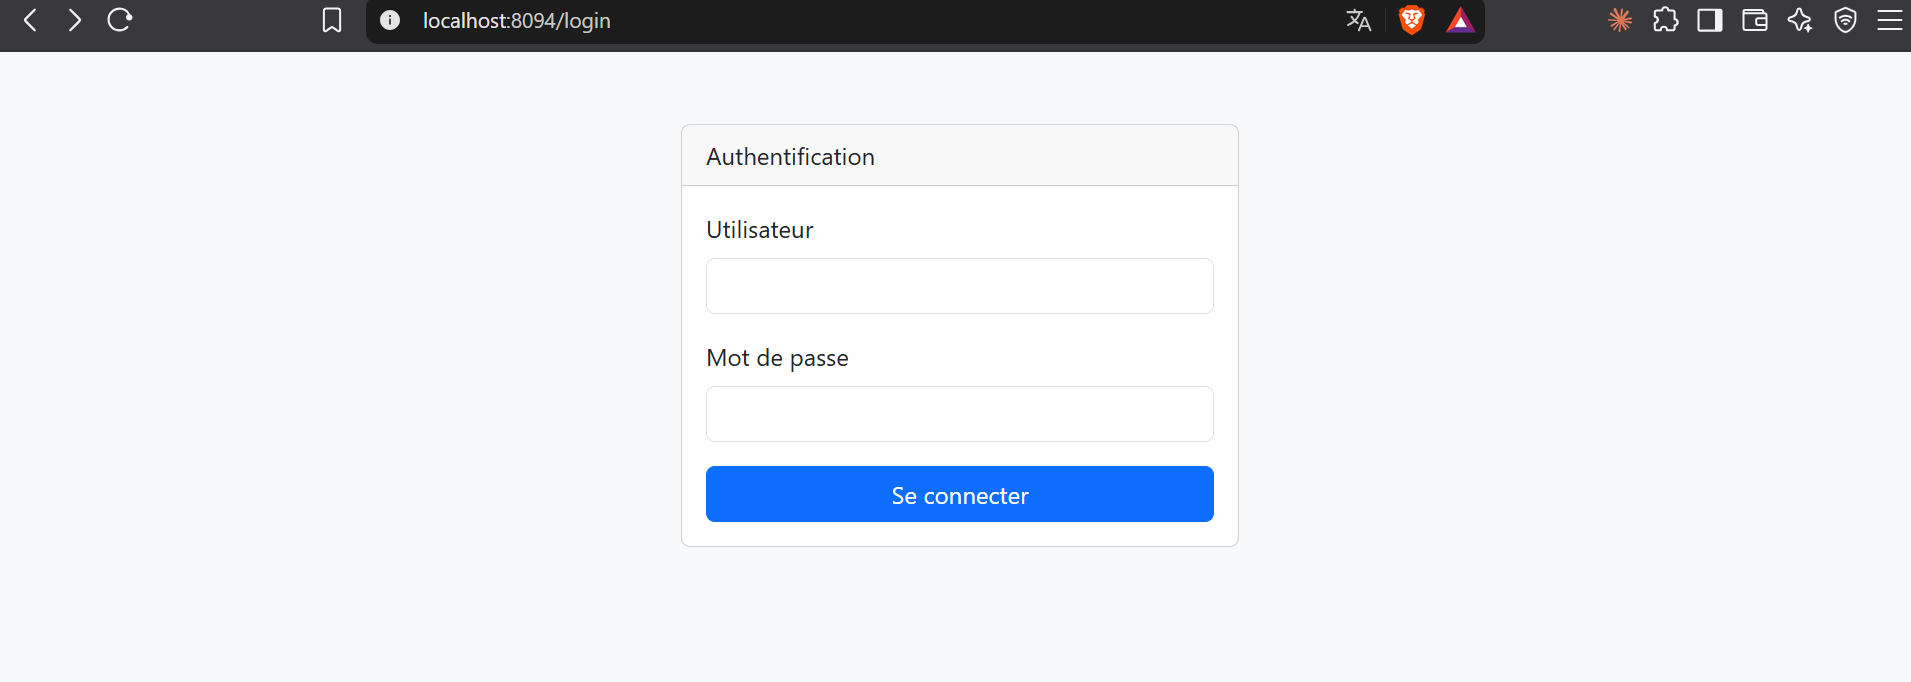 localhost:8094/login
Authentification
Utilisateur
Mot de passe
Se connecter